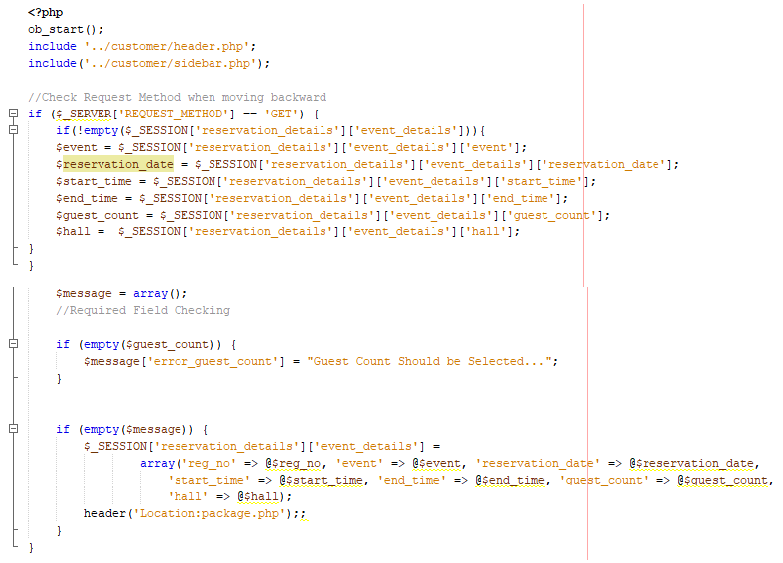 <?php
ob_start();
include '../customer/header.php';
include('../customer/sidebar.php');
//Check Request Method when moving backward
if ($_SERVER['REQUEST_METHOD'] == 'GET') {
if(!empty($_SESSION['reservation_details']['event_details'])){
$event = $_SESSION['reservation_details']['event_details']['event'];
$reservation_date = $_SESSION['reservation_details']['event_details']['reservation_date'];
$start_time = $_SESSION['reservation_details']['event_details']['start_time'];
$end_time = $_SESSION['reservation_details']['event_details']['end_time'];
$guest_count = $_SESSION['reservation_details']['event_details']['guest_count'];
$hall =  $_SESSION['reservation_details']['event_details']['hall'];
}
}
$message = array();
//Required Field Checking
if (empty($guest_count)) {
$message['error_guest_count'] = "Guest Count Should be Selected...";
}
if (empty($message)) {
$_SESSION['reservation_details']['event_details'] =
array('reg_no' => @$reg_no, 'event' => @$event, 'reservation_date' => @$reservation_date,
'start_time' => @$start_time, 'end_time' => @$end_time, 'guest_count' => @$guest_count,
'hall' => @$hall);
header('Location:package.php');;
}
}